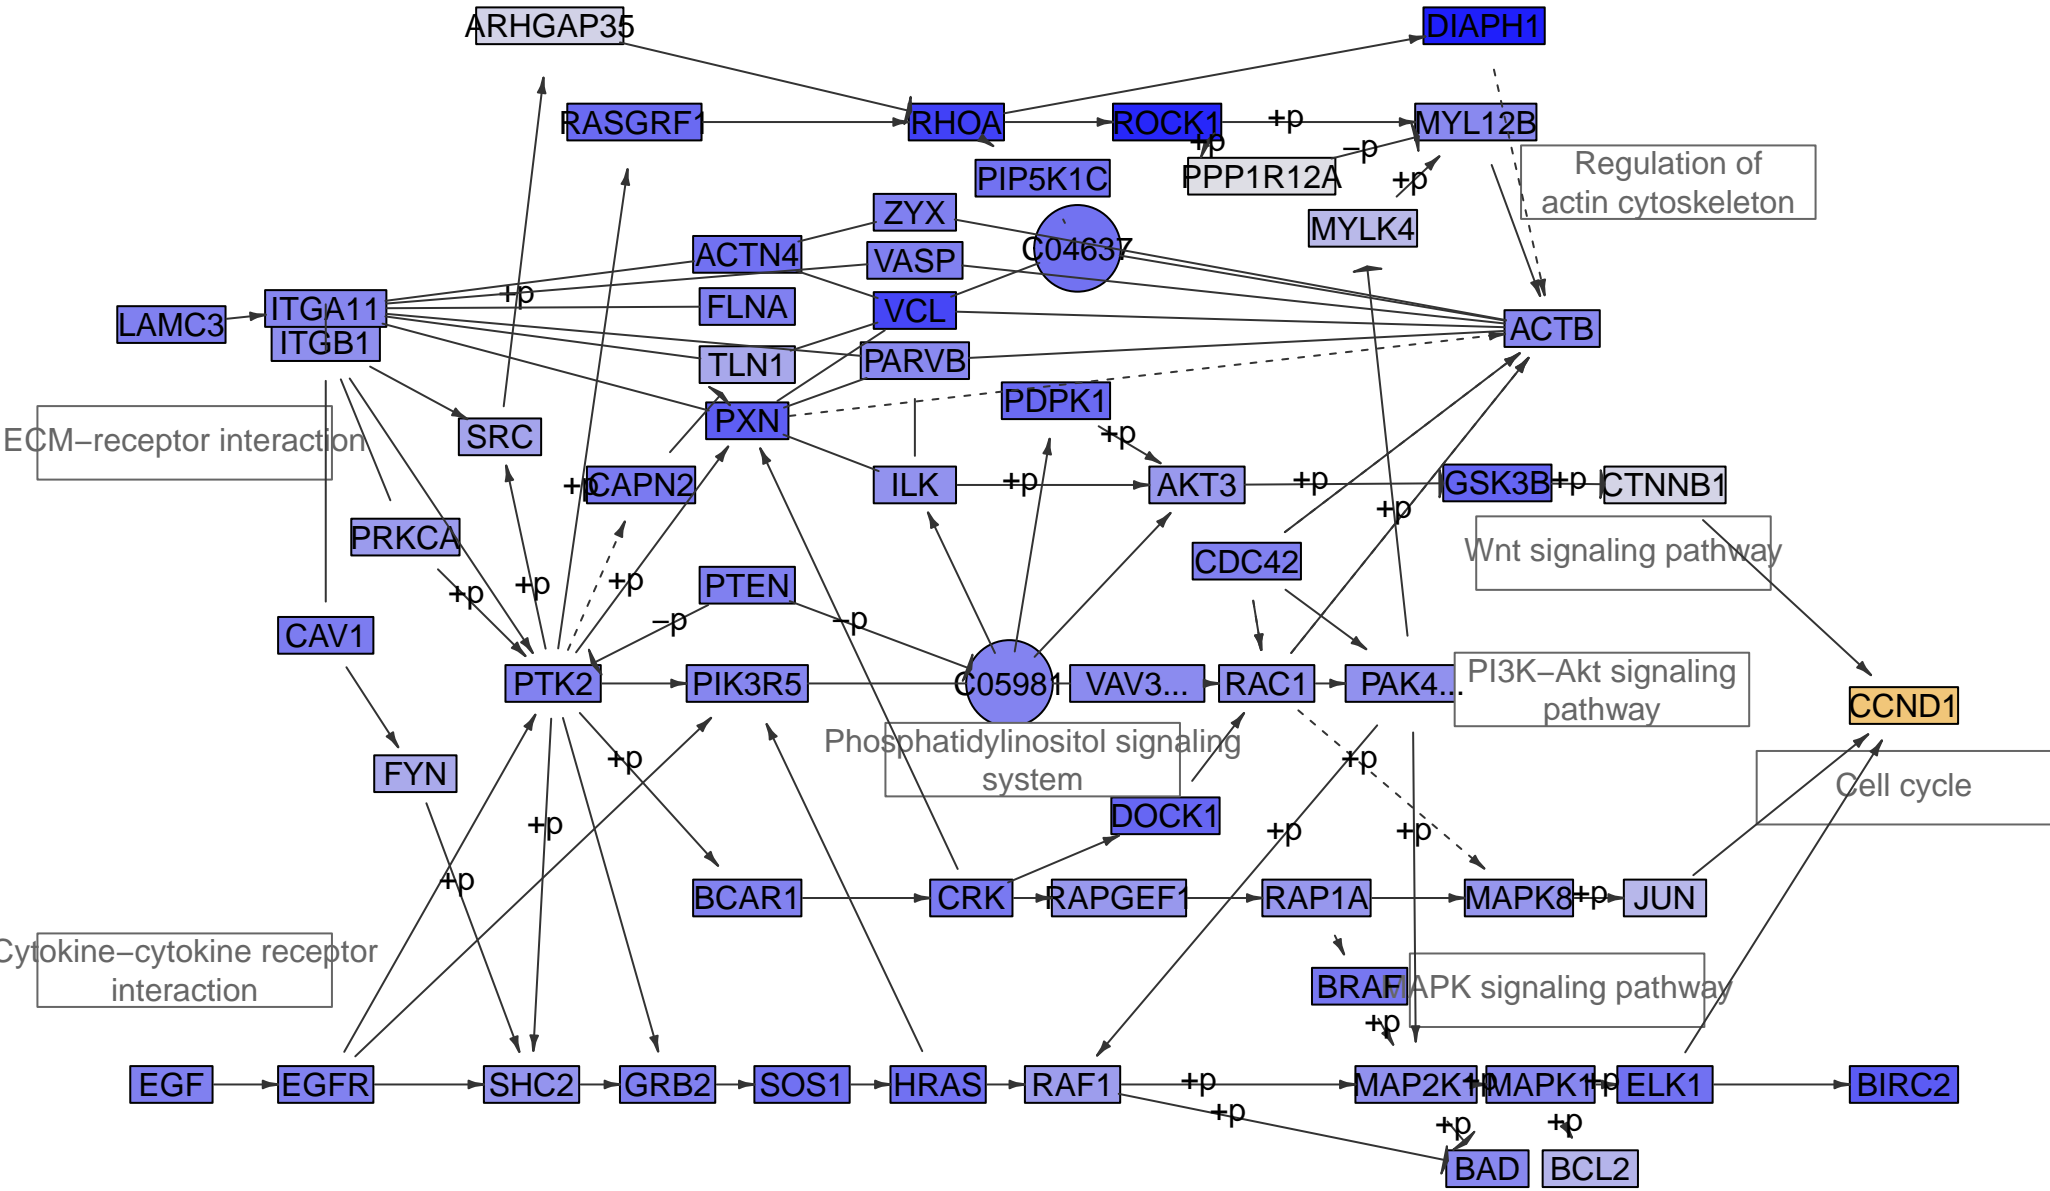 ARHGAP35
DIAPH1
RASGRF1
RHOA
ROCK1
+p
MYL12B
+p
−p
PIP5K1C
PPP1R12A
+p
Regulation of
actin cytoskeleton
ZYX
MYLK4
ACTN4
VASP
C04637
+p
ITGA11
FLNA
VCL
LAMC3
ITGB1
ACTB
TLN1
PARVB
PDPK1
PXN
+p
ECM−receptor interaction
SRC
+p
CAPN2
ILK
+p
AKT3
+p
GSK3B
+p
CTNNB1
+p
PRKCA
Wnt signaling pathway
CDC42
+p
+p
+p
PTEN
−p
−p
CAV1
PTK2
PIK3R5
C05981
VAV3...
RAC1
PAK4...
PI3K−Akt signaling
pathway
CCND1
Phosphatidylinositol signaling
system
+p
+p
FYN
Cell cycle
DOCK1
+p
+p
+p
+p
BCAR1
CRK
RAPGEF1
RAP1A
MAPK8
+p
JUN
Cytokine−cytokine receptor
interaction
BRAF
MAPK signaling pathway
+p
EGF
EGFR
SHC2
GRB2
SOS1
HRAS
RAF1
+p
MAP2K1
+p
MAPK1
+p
ELK1
BIRC2
+p
+p
+p
BAD
BCL2